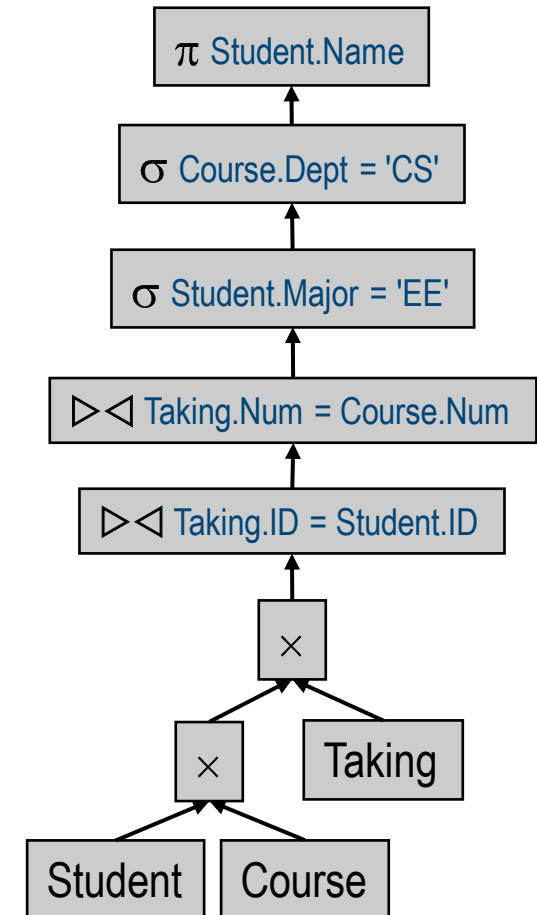 π Student.Name
σ Course.Dept = 'CS'
σ Student.Major = 'EE'
▷◁ Taking.Num = Course.Num
▷◁ Taking.ID = Student.ID
×
× Taking
Student Course